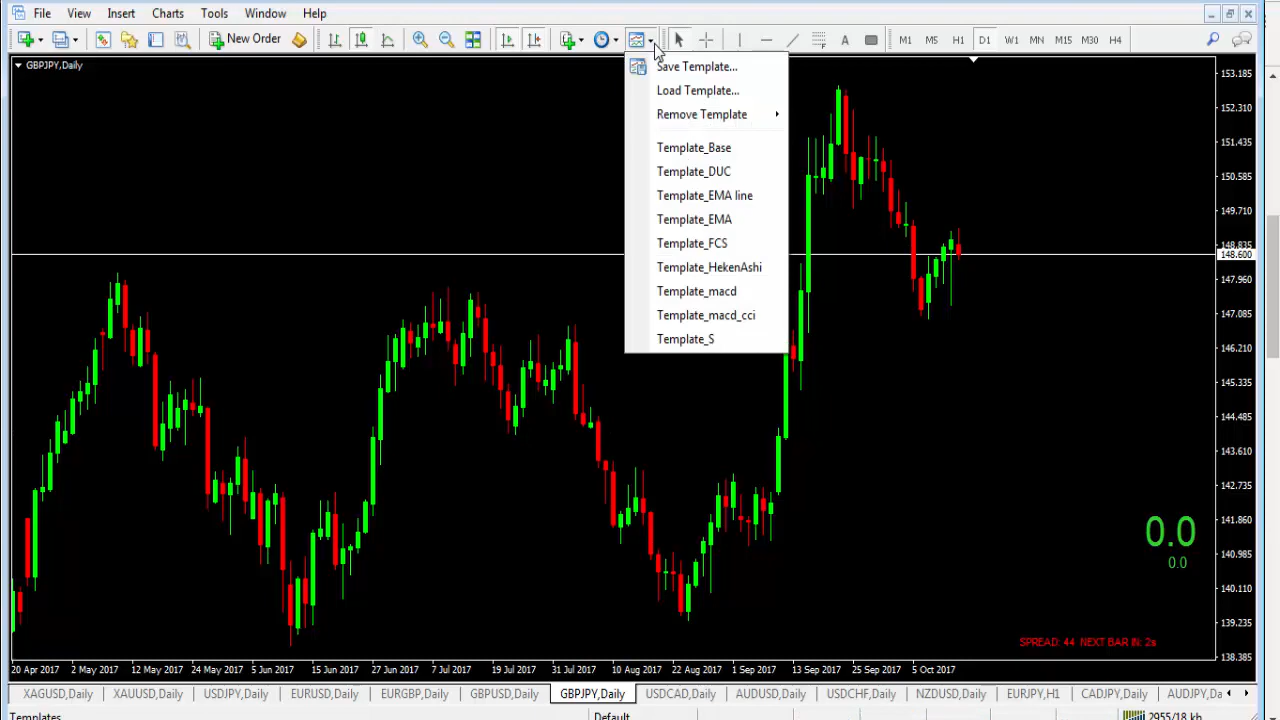 File View Insert Charts Tools Window Help
New Order A M1 M5 H1 D1 W1 MN M15 M30 H4
GBPJPY,Daily
Save Template...
Load Template...
Remove Template
Template_Base
Template_DUC
Template_EMA line
Template_EMA
Template_FCS
Template_HekenAshi
Template_macd
Template_macd_cci
Template_S
153.185
152.310
151.435
150.585
149.710
148.835
148.600
147.960
147.085
146.210
145.335
144.485
143.610
142.735
141.860
140.985
140.110
139.235
138.385
0.0
0.0
SPREAD: 44 NEXT BAR IN: 2s
20 Apr 2017 2 May 2017 12 May 2017 24 May 2017 5 Jun 2017 15 Jun 2017 27 Jun 2017 7 Jul 2017 19 Jul 2017 31 Jul 2017 10 Aug 2017 22 Aug 2017 1 Sep 2017 13 Sep 2017 25 Sep 2017 5 Oct 2017
XAGUSD,Daily XAUUSD,Daily USDJPY,Daily EURUSD,Daily EURGBP,Daily GBPUSD,Daily GBPJPY,Daily USDCAD,Daily AUDUSD,Daily USDCHF,Daily NZDUSD,Daily EURJPY,H1 CADJPY,Daily AUDJPY,Da
Templates Default 2955/18 kb